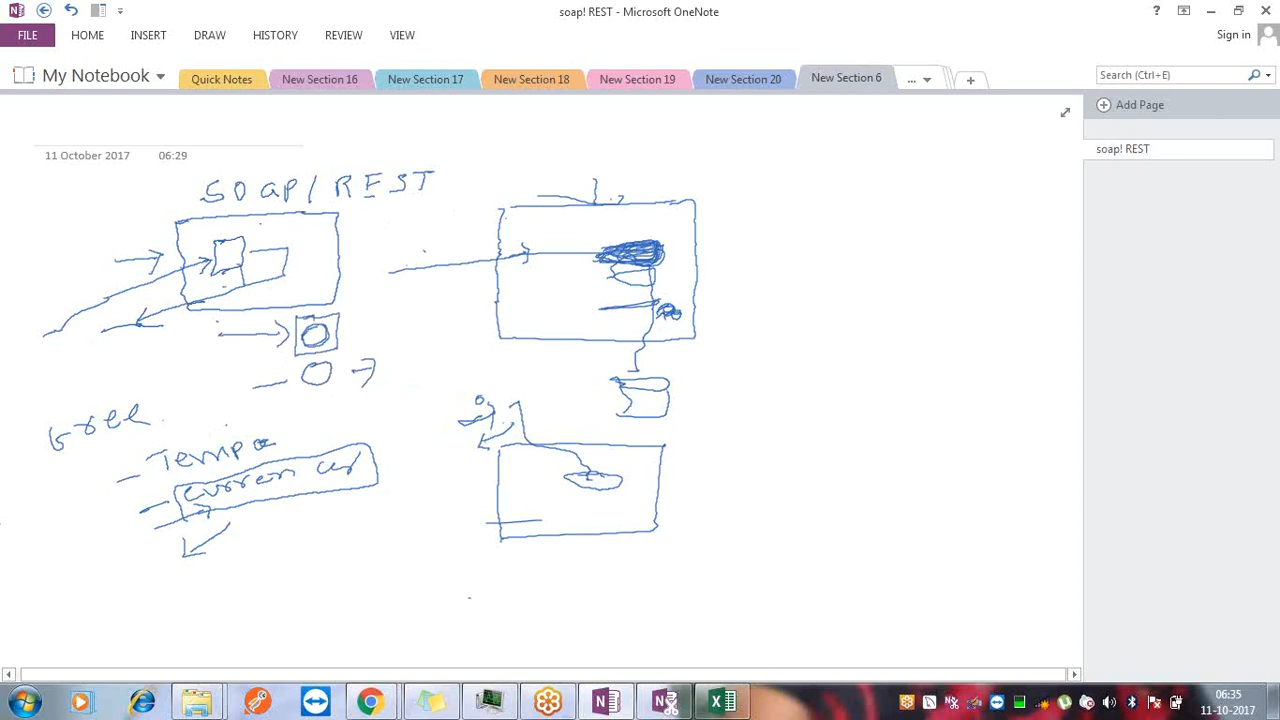 soap! REST - Microsoft OneNote
Sign in
FILE HOME INSERT DRAW HISTORY REVIEW VIEW
My Notebook Quick Notes New Section 16 New Section 17 New Section 18 New Section 19 New Section 20 New Section 6 ... Search (Ctrl+E)
Add Page
soap! REST
11 October 2017 06:29
SOAP/REST
- Tempe
06:35
11-10-2017